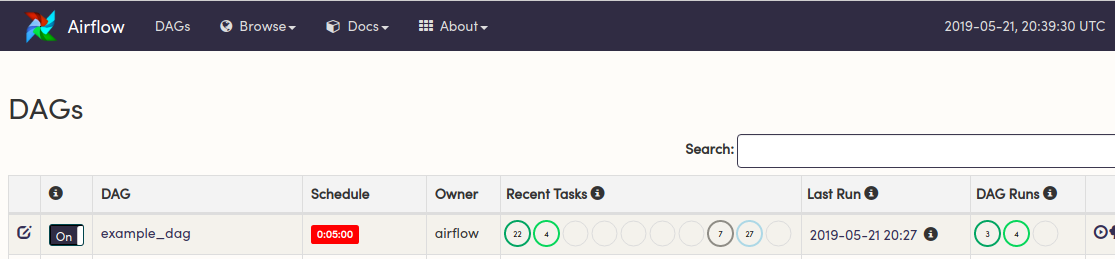 Airflow DAGs Browse Docs About 2019-05-21, 20:39:30 UTC
DAGs
Search:
DAG Schedule Owner Recent Tasks Last Run DAG Runs
On example_dag 0:05:00 airflow 22 4 7 27 2019-05-21 20:27 3 4